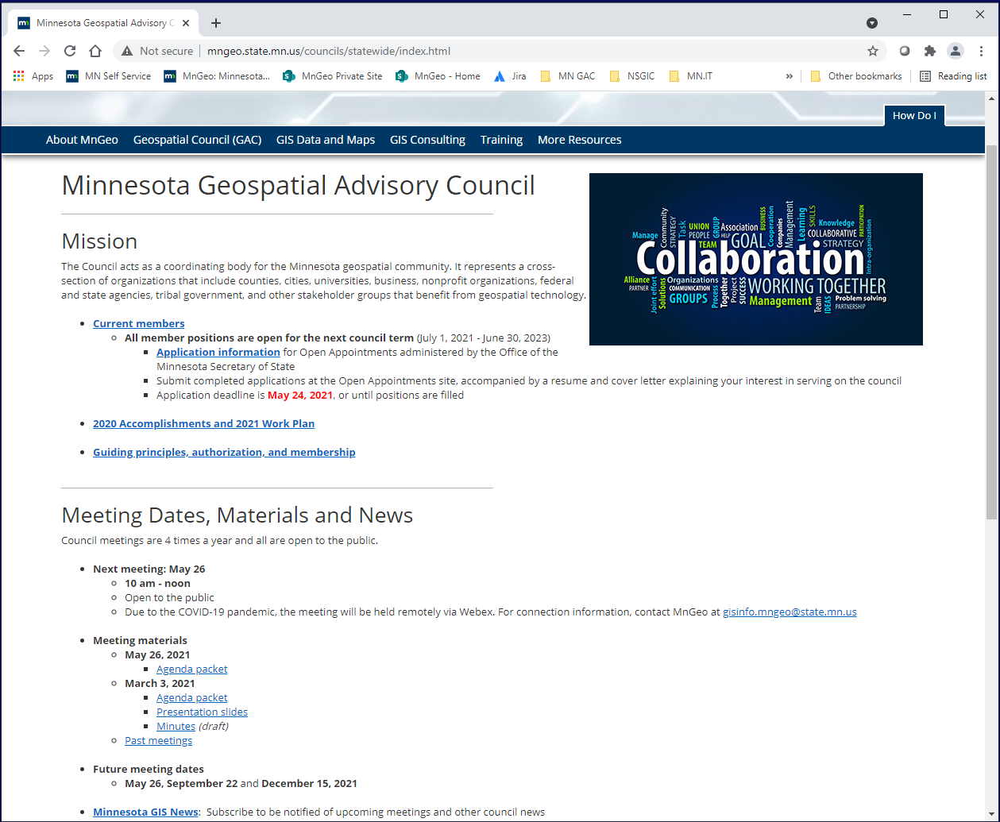 Minnesota Geospatial Advisory C
Not secure | mngeo.state.mn.us/councils/statewide/index.html
Apps mn MN Self Service mn MnGeo: Minnesota... MnGeo Private Site MnGeo - Home Jira MN GAC NSGIC MN.IT » Other bookmarks Reading list
How Do I
About MnGeo Geospatial Council (GAC) GIS Data and Maps GIS Consulting Training More Resources
Minnesota Geospatial Advisory Council
Mission
The Council acts as a coordinating body for the Minnesota geospatial community. It represents a cross-
section of organizations that include counties, cities, universities, business, nonprofit organizations, federal
and state agencies, tribal government, and other stakeholder groups that benefit from geospatial technology.
Manage
Community
STRATEGY
Task
UNION
PEOPLE
TEAM
GROUP
HELP
Association
GOAL
BUSINESS
Cooperation
Companies
Management
Learning
SKILLS
Knowledge
COLLABORATIVE
STRATEGY
PARTICIPATION
Intra-organization
Collaboration
Alliance
PARTNER
Joint effort
Solutions
Organizations
COMMUNICATION
GROUPS
Process
Together
Project
SUCCESS
WORKING TOGETHER
Management
Team
IDEAS
Problem solving
PARTNERSHIP
• Current members
◦ All member positions are open for the next council term (July 1, 2021 - June 30, 2023)
▪ Application information for Open Appointments administered by the Office of the
Minnesota Secretary of State
▪ Submit completed applications at the Open Appointments site, accompanied by a resume and cover letter explaining your interest in serving on the council
▪ Application deadline is May 24, 2021, or until positions are filled
• 2020 Accomplishments and 2021 Work Plan
• Guiding principles, authorization, and membership
Meeting Dates, Materials and News
Council meetings are 4 times a year and all are open to the public.
• Next meeting: May 26
◦ 10 am - noon
◦ Open to the public
◦ Due to the COVID-19 pandemic, the meeting will be held remotely via Webex. For connection information, contact MnGeo at gisinfo.mngeo@state.mn.us
• Meeting materials
◦ May 26, 2021
▪ Agenda packet
◦ March 3, 2021
▪ Agenda packet
▪ Presentation slides
▪ Minutes (draft)
◦ Past meetings
• Future meeting dates
◦ May 26, September 22 and December 15, 2021
• Minnesota GIS News: Subscribe to be notified of upcoming meetings and other council news